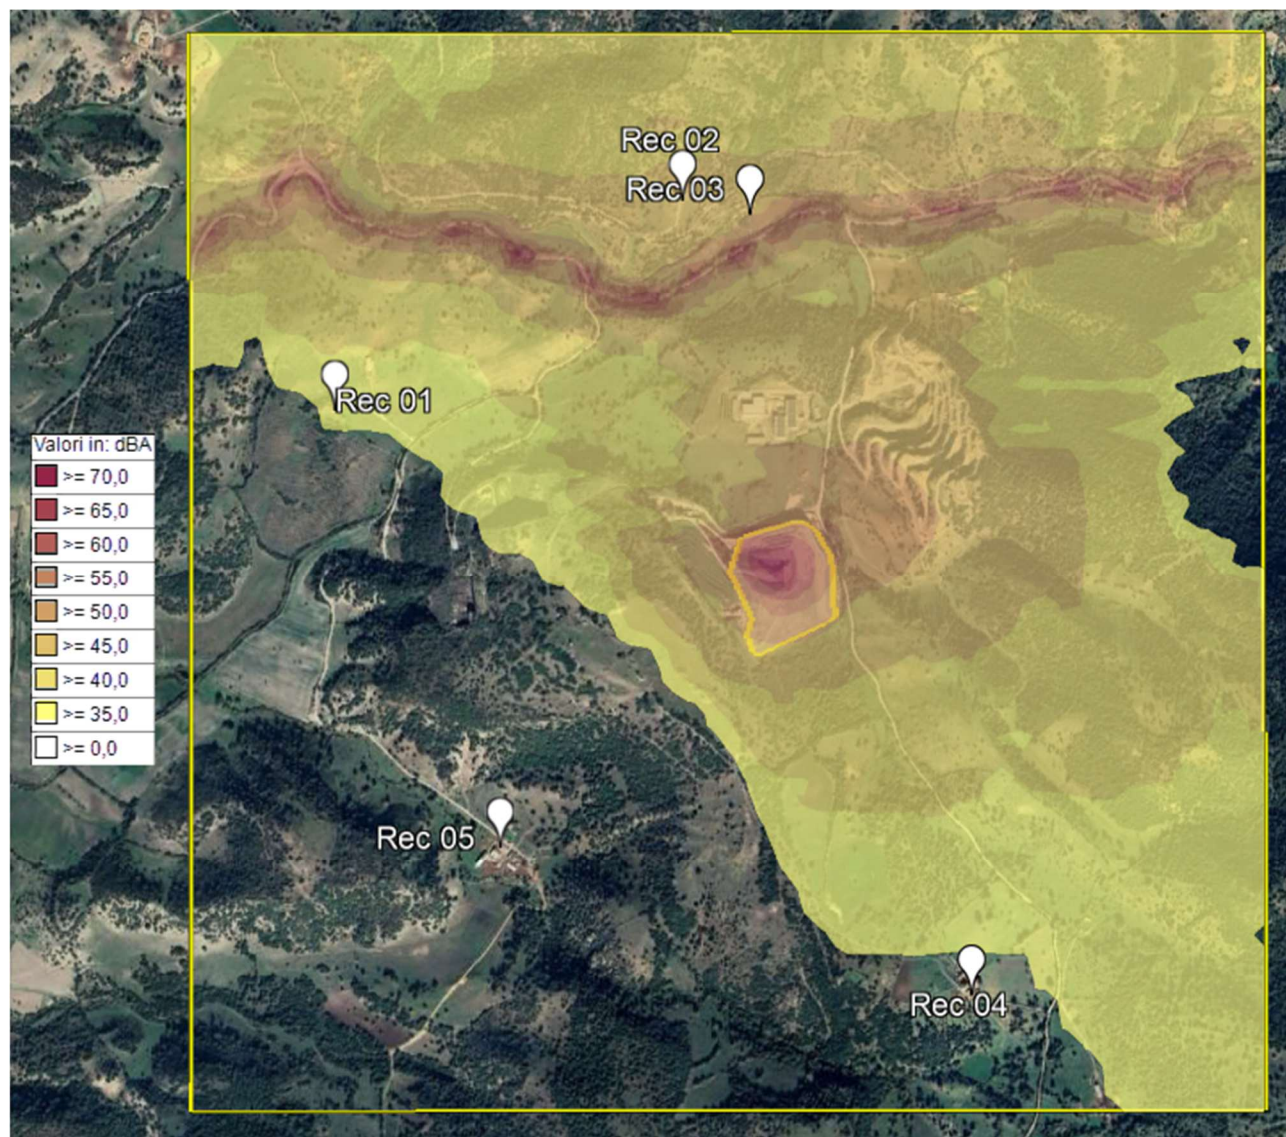 Rec 02
Rec 03
Rec 01
Valori in: dBA
>= 70,0
>= 65,0
>= 60,0
>= 55,0
>= 50,0
>= 45,0
>= 40,0
>= 35,0
>= 0,0
Rec 05
Rec 04